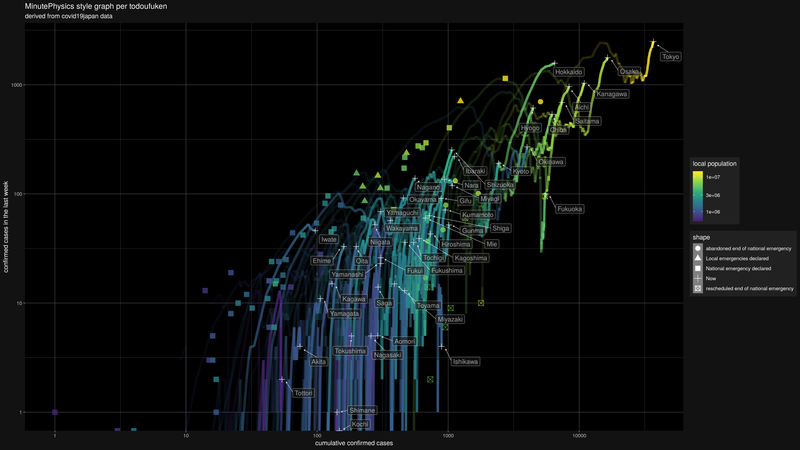 MinutePhysics style graph per todoufuken
derived from covid19japan data
1000
100
10
1
confirmed cases in the last week
1
10
100
1000
10000
cumulative confirmed cases
Tokyo
Osaka
Hokkaido
Kanagawa
Aichi
Saitama
Hyogo
Chiba
Okinawa
Kyoto
Ibaraki
Shizuoka
Nagano
Nara
Okayama
Gifu
Miyagi
Fukuoka
Yamaguchi
Kumamoto
Wakayama
Gunma
Shiga
Iwate
Niigata
Hiroshima
Mie
Ehime
Oita
Tochigi
Kagoshima
Yamanashi
Fukui
Fukushima
Kagawa
Saga
Toyama
Yamagata
Miyazaki
Tokushima
Aomori
Nagasaki
Akita
Ishikawa
Tottori
Shimane
Kochi
local population
1e+07
3e+06
1e+06
shape
abandoned end of national emergency
Local emergencies declared
National emergency declared
Now
rescheduled end of national emergency